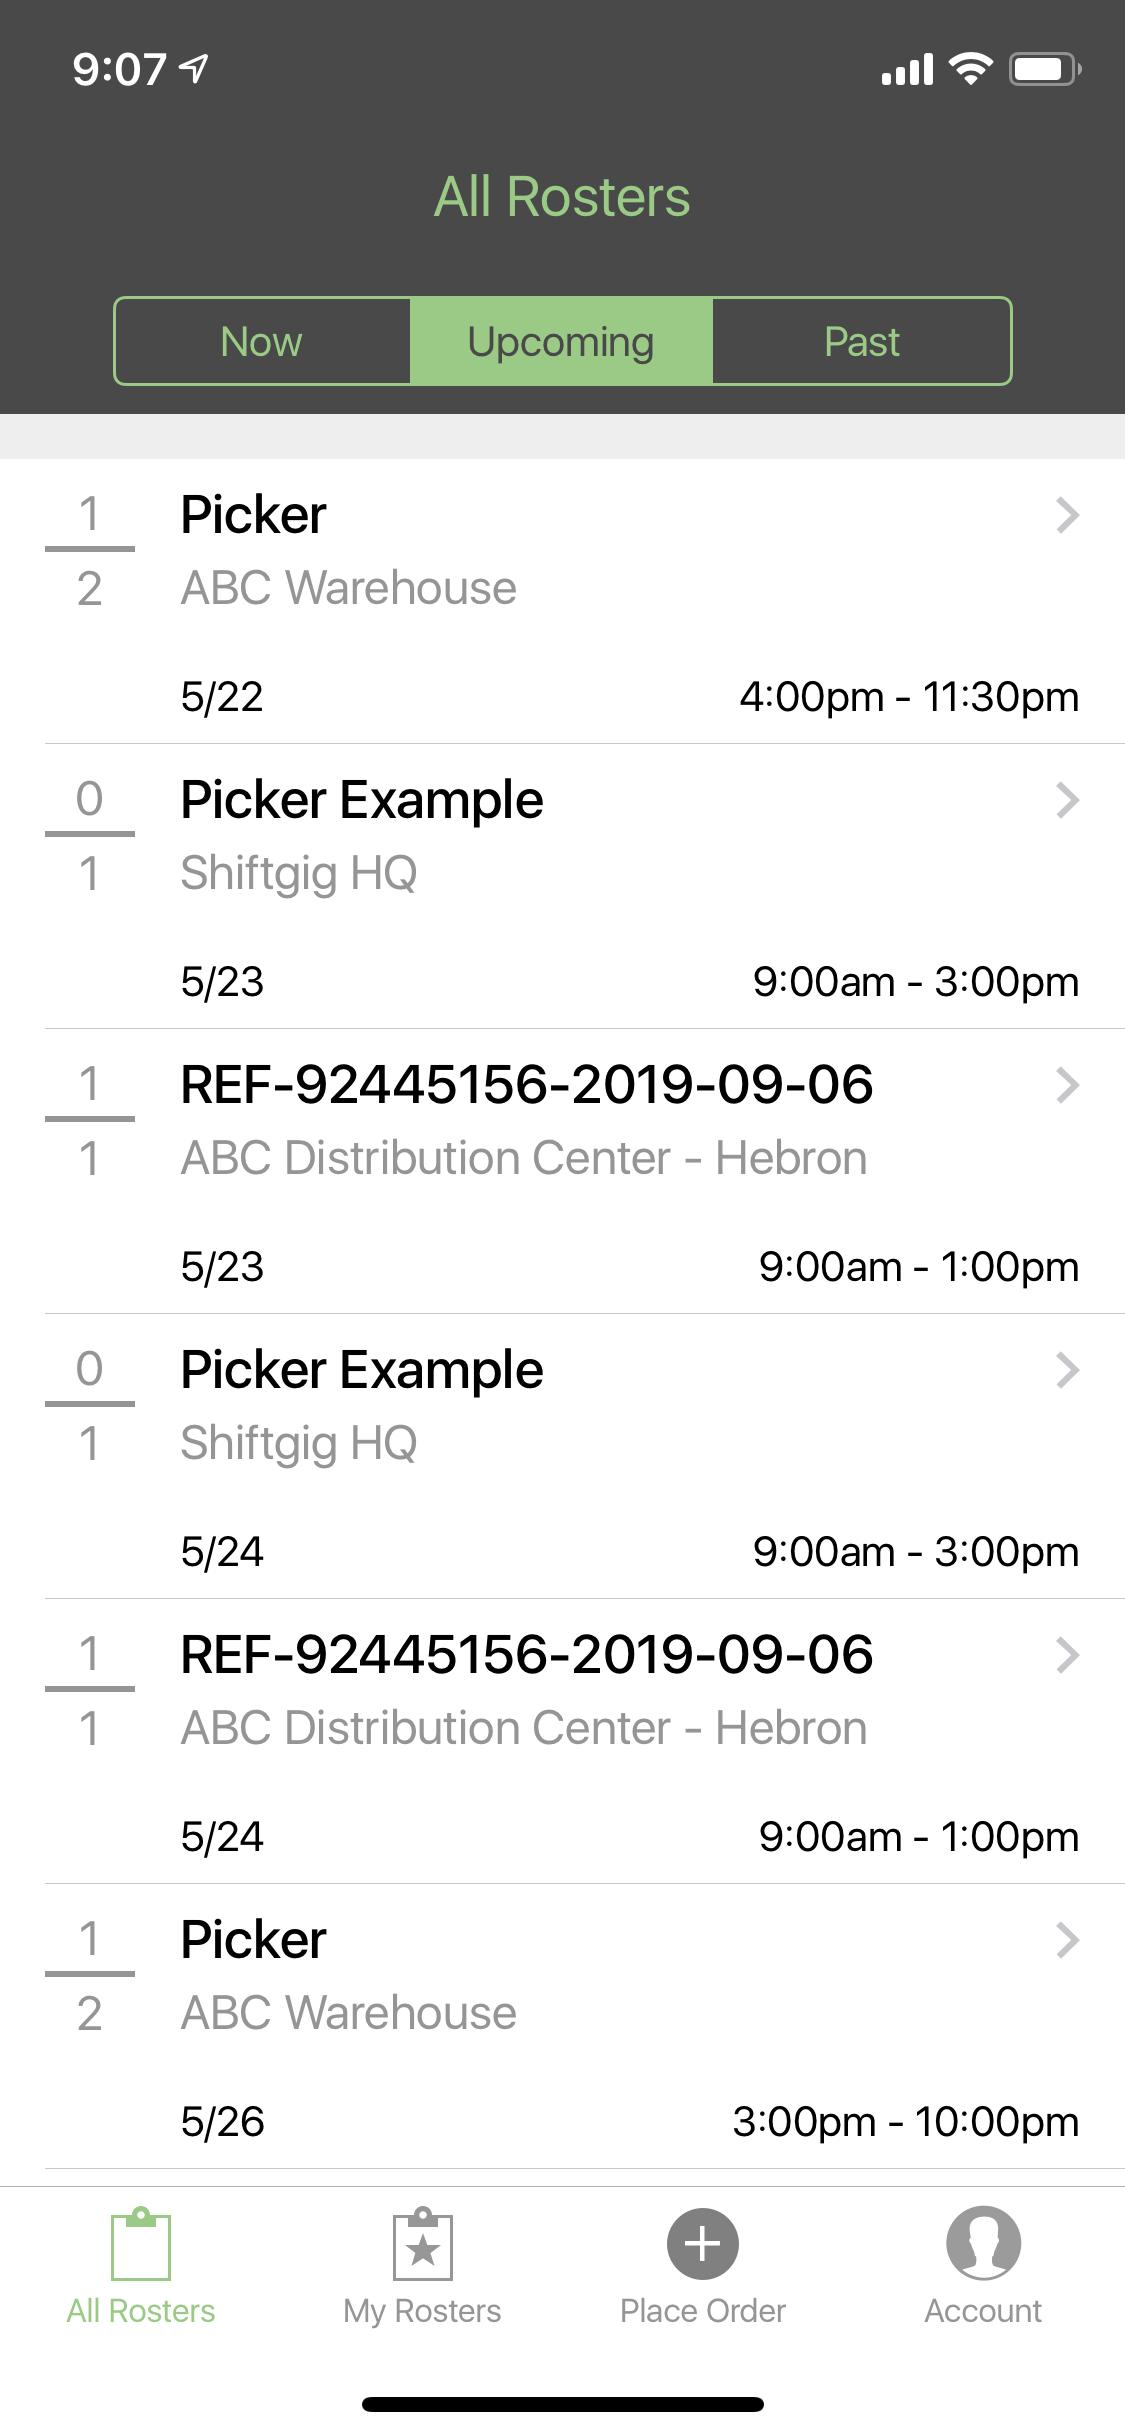 9:07
All Rosters
Now Upcoming Past
1 Picker
2 ABC Warehouse
5/22 4:00pm - 11:30pm
0 Picker Example
1 Shiftgig HQ
5/23 9:00am - 3:00pm
1 REF-92445156-2019-09-06
1 ABC Distribution Center - Hebron
5/23 9:00am - 1:00pm
0 Picker Example
1 Shiftgig HQ
5/24 9:00am - 3:00pm
1 REF-92445156-2019-09-06
1 ABC Distribution Center - Hebron
5/24 9:00am - 1:00pm
1 Picker
2 ABC Warehouse
5/26 3:00pm - 10:00pm
All Rosters My Rosters Place Order Account